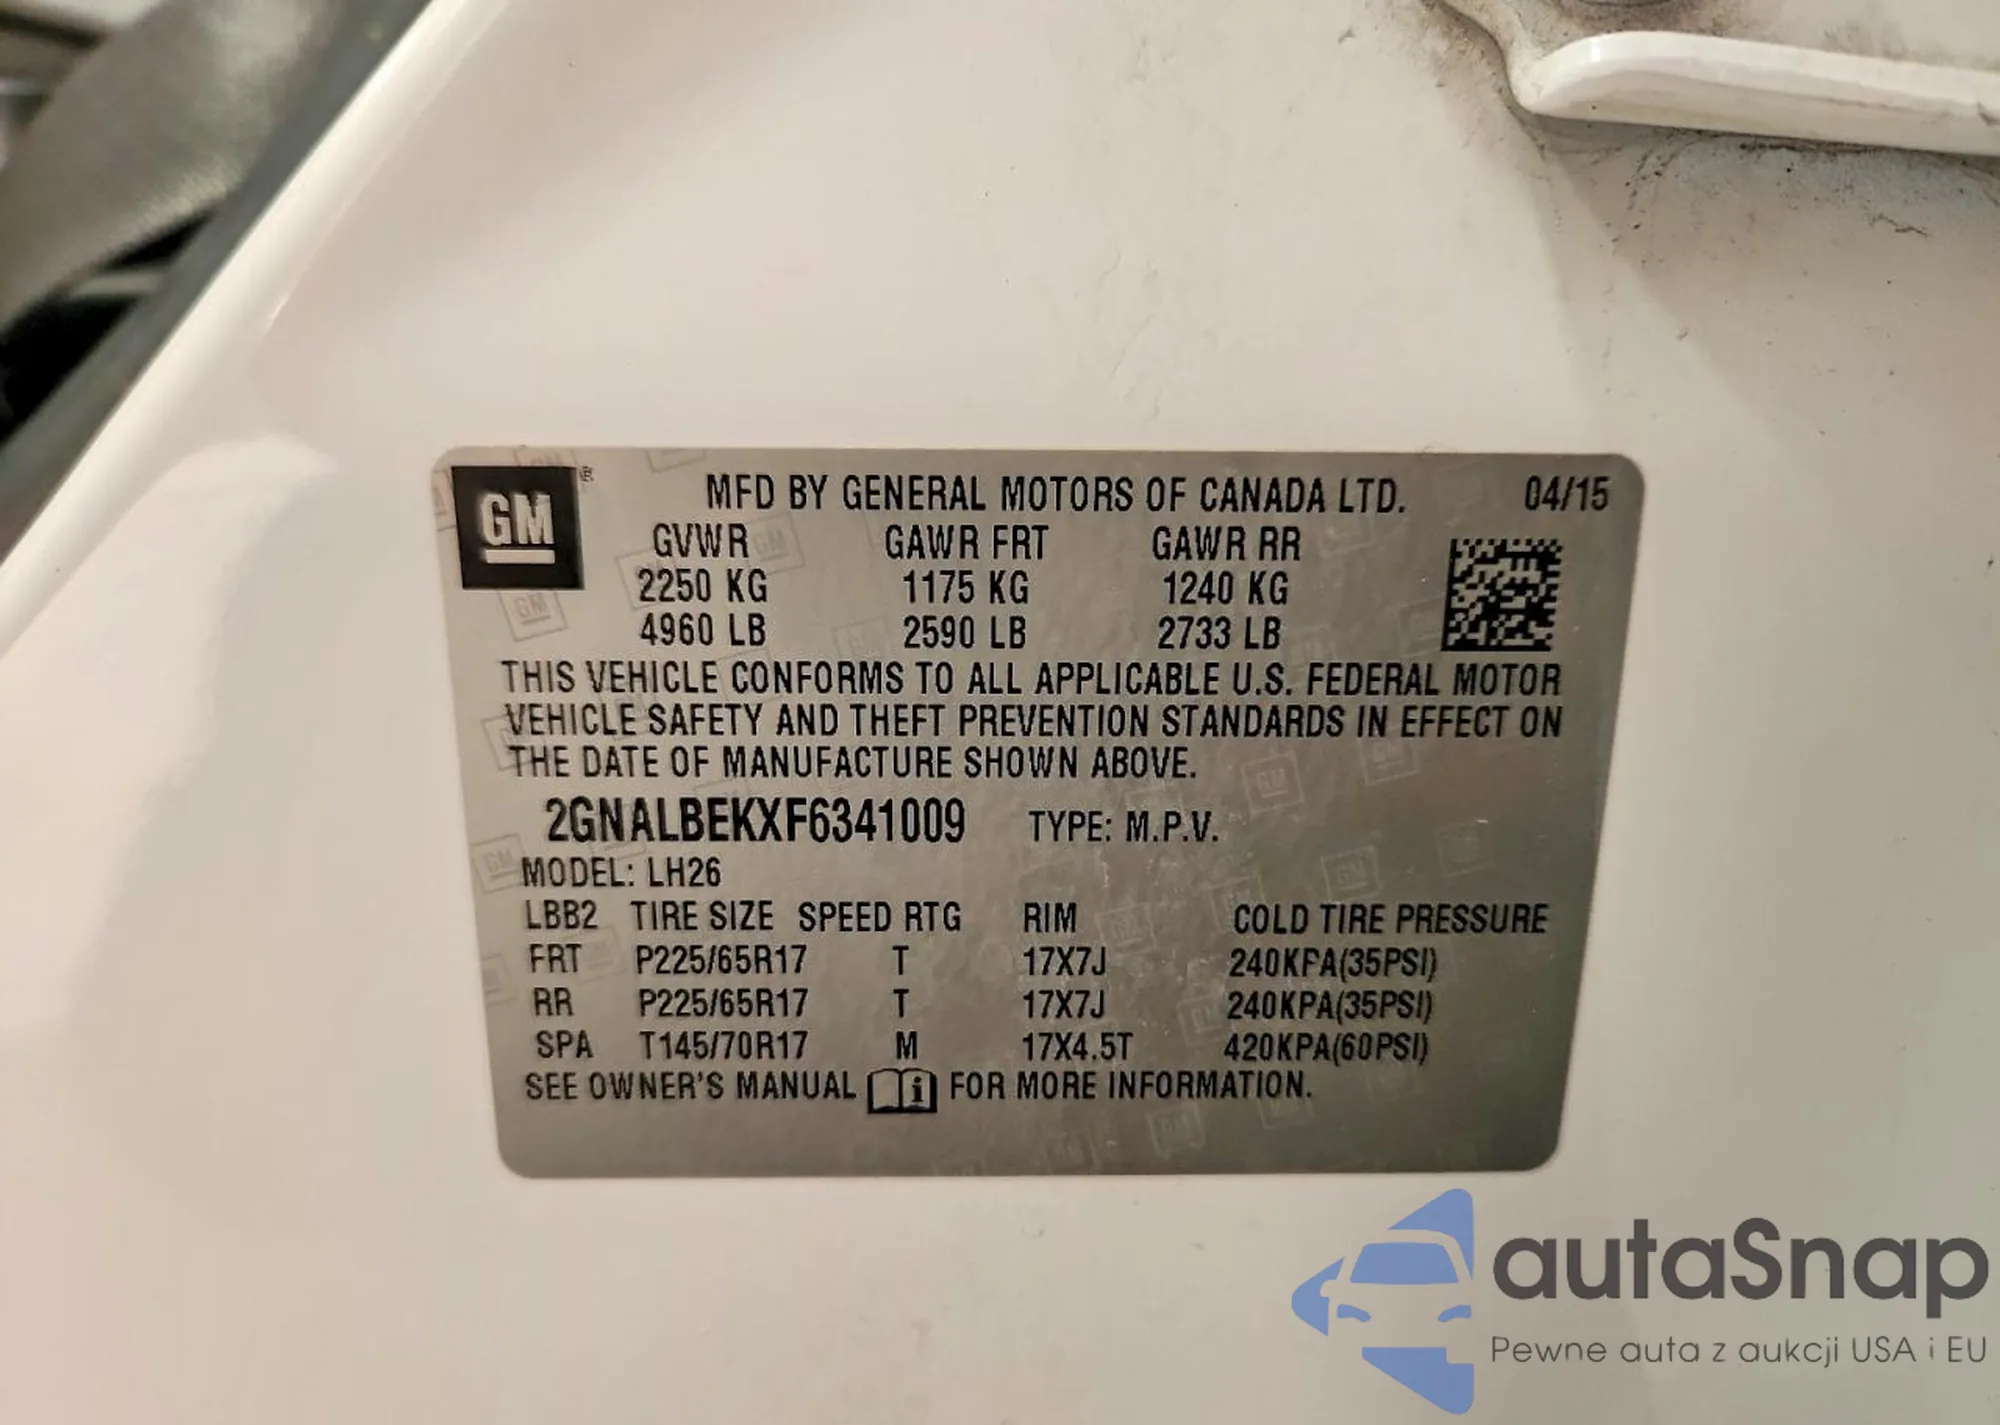 GM ®
MFD BY GENERAL MOTORS OF CANADA LTD. 04/15
GVWR GAWR FRT GAWR RR
2250 KG 1175 KG 1240 KG
4960 LB 2590 LB 2733 LB
THIS VEHICLE CONFORMS TO ALL APPLICABLE U.S. FEDERAL MOTOR
VEHICLE SAFETY AND THEFT PREVENTION STANDARDS IN EFFECT ON
THE DATE OF MANUFACTURE SHOWN ABOVE.
2GNALBEKXF6341009 TYPE: M.P.V.
MODEL: LH26
LBB2 TIRE SIZE SPEED RTG RIM COLD TIRE PRESSURE
FRT P225/65R17 T 17X7J 240KPA(35PSI)
RR P225/65R17 T 17X7J 240KPA(35PSI)
SPA T145/70R17 M 17X4.5T 420KPA(60PSI)
SEE OWNER'S MANUAL i FOR MORE INFORMATION.
autaSnap
Pewne auta z aukcji USA i EU